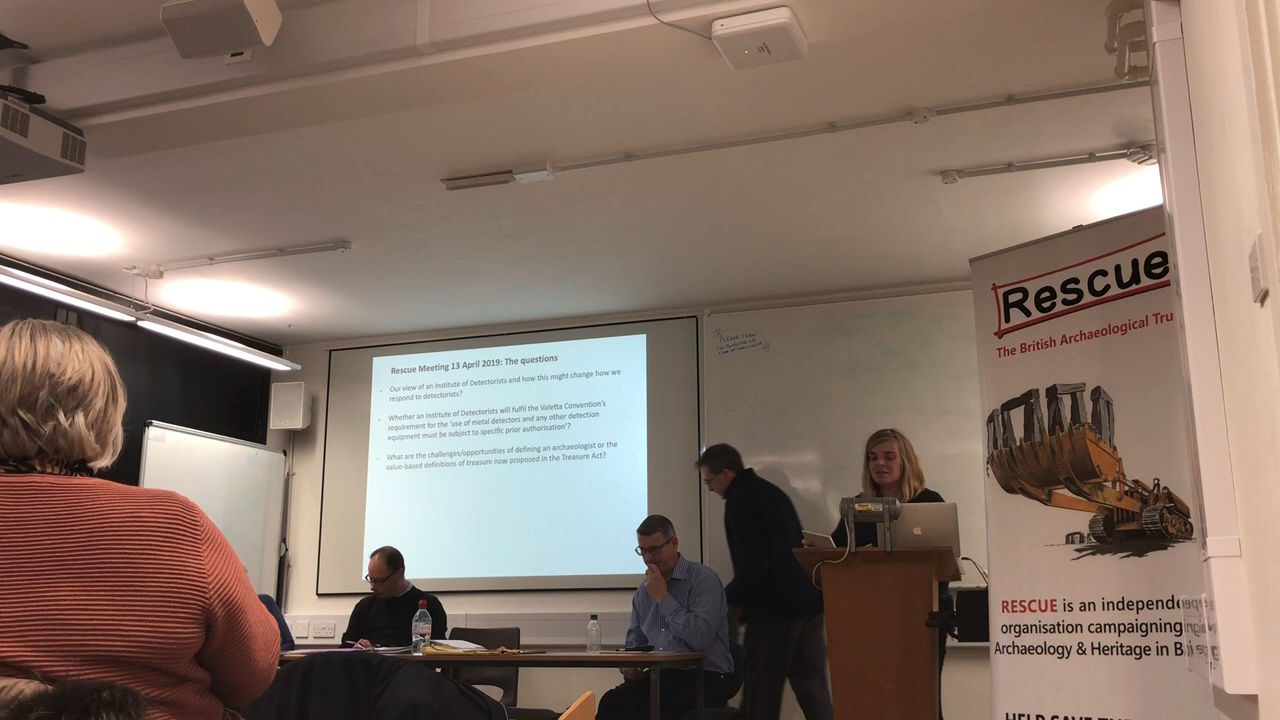 Rescue Meeting 13 April 2019: The questions
Our view of an Institute of Detectorists and how this might change how we
respond to detectorists?
Whether an Institute of Detectorists will fulfil the Valetta Convention's
requirement for the 'use of metal detectors and any other detection
equipment must be subject to specific prior authorisation'?
What are the challenges/opportunities of defining an archaeologist or the
value-based definitions of treasure now proposed in the Treasure Act?
PLEASE
Rescue
The British Archaeological Tru
RESCUE is an independe
organisation campaigning
Archaeology & Heritage in B